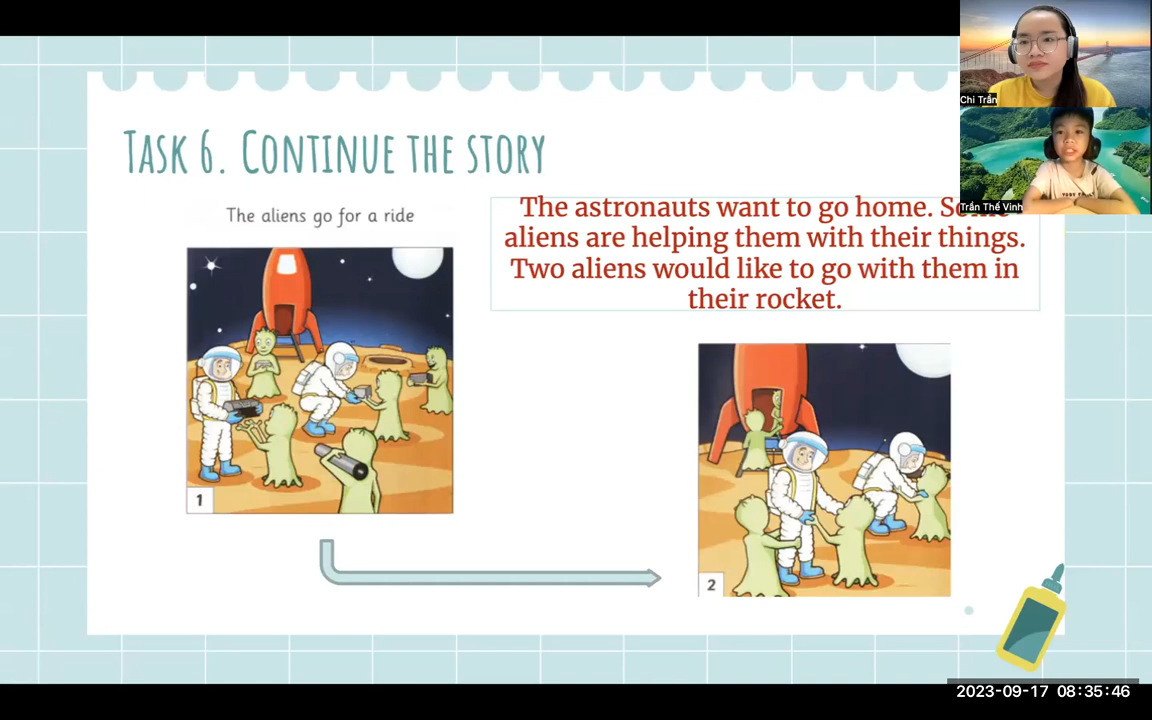 TASK 6. CONTINUE THE STORY
The aliens go for a ride
The astronauts want to go home.
aliens are helping them with their things.
Two aliens would like to go with them in
their rocket.
1
2
Chi Trần
Trần Thế Vinh
2023-09-17 08:35:46